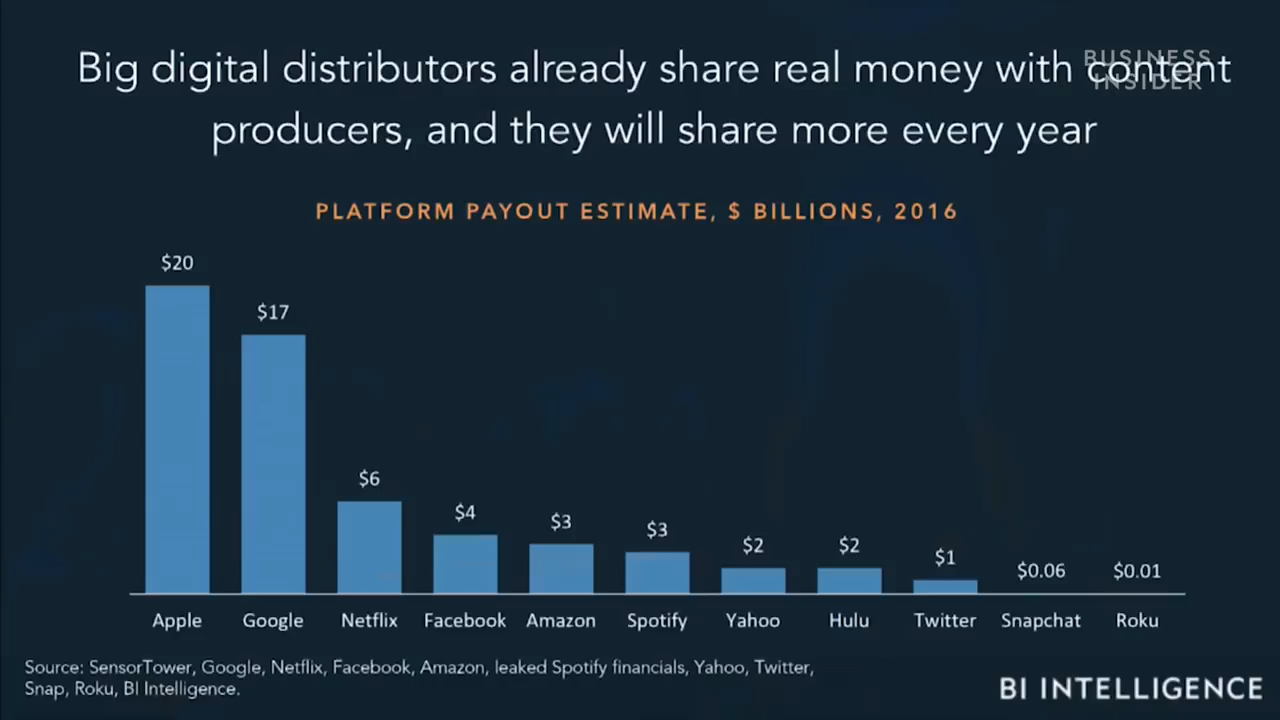 Big digital distributors already share real money with content
producers, and they will share more every year
BUSINESS
INSIDER
PLATFORM PAYOUT ESTIMATE, $ BILLIONS, 2016
$20
$17
$6
$4
$3
$3
$2
$2
$1
$0.06
$0.01
Apple Google Netflix Facebook Amazon Spotify Yahoo Hulu Twitter Snapchat Roku
Source: SensorTower, Google, Netflix, Facebook, Amazon, leaked Spotify financials, Yahoo, Twitter,
Snap, Roku, BI Intelligence.
BI INTELLIGENCE